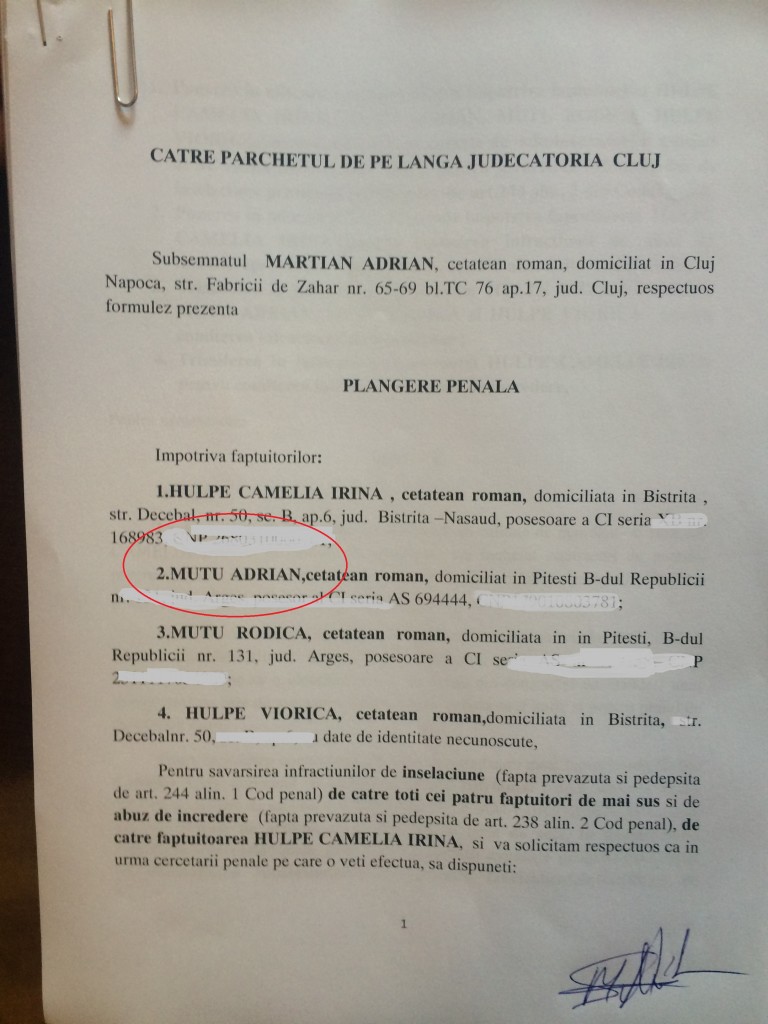 CATRE PARCHETUL DE PE LANGA JUDECATORIA CLUJ
Subsemnatul MARTIAN ADRIAN, cetatean roman, domiciliat in Cluj
Napoca, str. Fabricii de Zahar nr. 65-69 bl.TC 76 ap.17, jud. Cluj, respectuos
formulez prezenta
PLANGERE PENALA
Impotriva faptuitorilor:
1.HULPE CAMELIA IRINA , cetatean roman, domiciliata in Bistrita ,
str. Decebal, nr. 50, sc. B, ap.6, jud. Bistrita –Nasaud, posesoare a CI seria
168983,
2.MUTU ADRIAN,cetatean roman, domiciliat in Pitesti B-dul Republicii
jud. Arges, posesor al CI seria AS 694444,
3.MUTU RODICA, cetatean roman, domiciliata in in Pitesti, B-dul
Republicii nr. 131, jud. Arges, posesoare a CI
4. HULPE VIORICA, cetatean roman,domiciliata in Bistrita, str.
Decebalnr. 50, date de identitate necunoscute,
Pentru savarsirea infractiunilor de inselaciune (fapta prevazuta si pedepsita
de art. 244 alin. 1 Cod penal) de catre toti cei patru faptuitori de mai sus si de
abuz de incredere (fapta prevazuta si pedepsita de art. 238 alin. 2 Cod penal), de
catre faptuitoarea HULPE CAMELIA IRINA, si va solicitam respectuos ca in
urma cercetarii penale pe care o veti efectua, sa dispuneti:
1